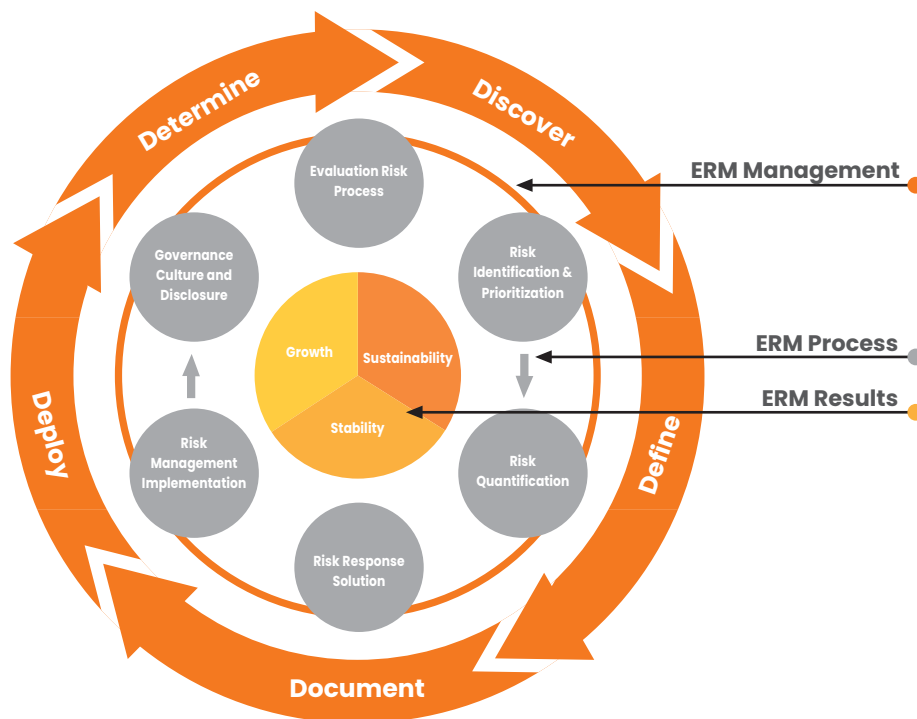 Determine
Discover
Evaluation Risk
Process
ERM Management
Governance
Culture and
Disclosure
Risk
Identification &
Prioritization
Growth
Sustainability
ERM Process
ERM Results
Stability
Deploy
Define
Risk
Management
Implementation
Risk
Quantification
Risk Response
Solution
Document